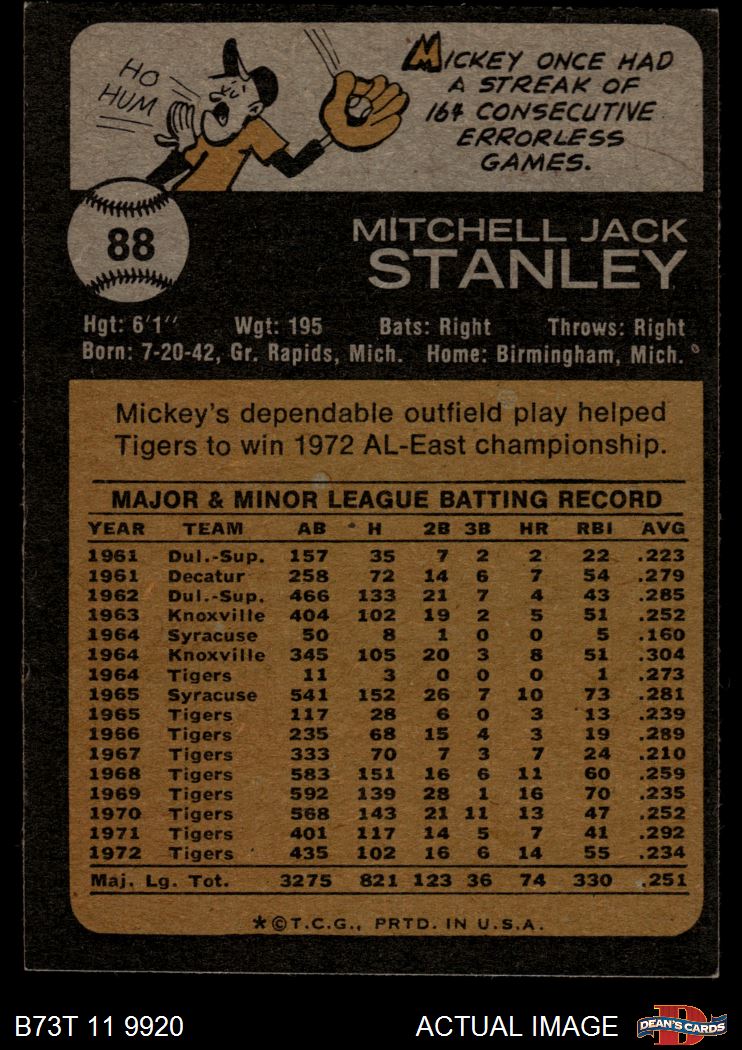 HO
HUM
MICKEY ONCE HAD
A STREAK OF
164 CONSECUTIVE
ERRORLESS
GAMES.
88
MITCHELL JACK
STANLEY
Hgt: 6'1'' Wgt: 195 Bats: Right Throws: Right
Born: 7-20-42, Gr. Rapids, Mich. Home: Birmingham, Mich.
Mickey's dependable outfield play helped
Tigers to win 1972 AL-East championship.
MAJOR & MINOR LEAGUE BATTING RECORD
YEAR TEAM AB H 2B 3B HR RBI AVG
1961 Dul.-Sup. 157 35 7 2 2 22 .223
1961 Decatur 258 72 14 6 7 54 .279
1962 Dul.-Sup. 466 133 21 7 4 43 .285
1963 Knoxville 404 102 19 2 5 51 .252
1964 Syracuse 50 8 1 0 0 5 .160
1964 Knoxville 345 105 20 3 8 51 .304
1964 Tigers 11 3 0 0 0 1 .273
1965 Syracuse 541 152 26 7 10 73 .281
1965 Tigers 117 28 6 0 3 13 .239
1966 Tigers 235 68 15 4 3 19 .289
1967 Tigers 333 70 7 3 7 24 .210
1968 Tigers 583 151 16 6 11 60 .259
1969 Tigers 592 139 28 1 16 70 .235
1970 Tigers 568 143 21 11 13 47 .252
1971 Tigers 401 117 14 5 7 41 .292
1972 Tigers 435 102 16 6 14 55 .234
Maj. Lg. Tot. 3275 821 123 36 74 330 .251
*©T.C.G., PRTD. IN U.S.A.
B73T 11 9920 ACTUAL IMAGE DEAN'S CARDS